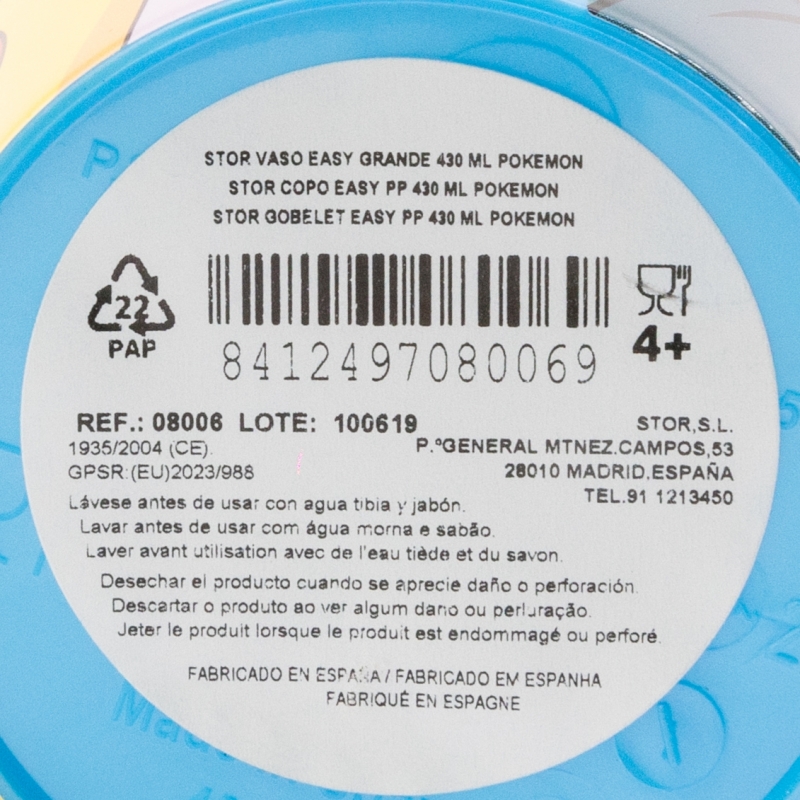 STOR VASO EASY GRANDE 430 ML POKEMON
STOR COPO EASY PP 430 ML POKEMON
STOR GOBELET EASY PP 430 ML POKEMON
22
PAP
8412497080069
4+
REF.: 08006 LOTE: 100619
1935/2004 (CE).
GPSR:(EU)2023/988
STOR,S.L.
P.ºGENERAL MTNEZ.CAMPOS,53
28010 MADRID.ESPAÑA
TEL.91 1213450
Lávese antes de usar con agua tibia y jabón.
Lavar antes de usar com água morna e sabão.
Laver avant utilisation avec de l'eau tiède et du savon.
Desechar el producto cuando se aprecie daño o perforación.
Descartar o produto ao ver algum dano ou perfuração.
Jeter le produit lorsque le produit est endommagé ou perforé.
FABRICADO EN ESPAÑA / FABRICADO EM ESPANHA
FABRIQUÉ EN ESPAGNE
Made